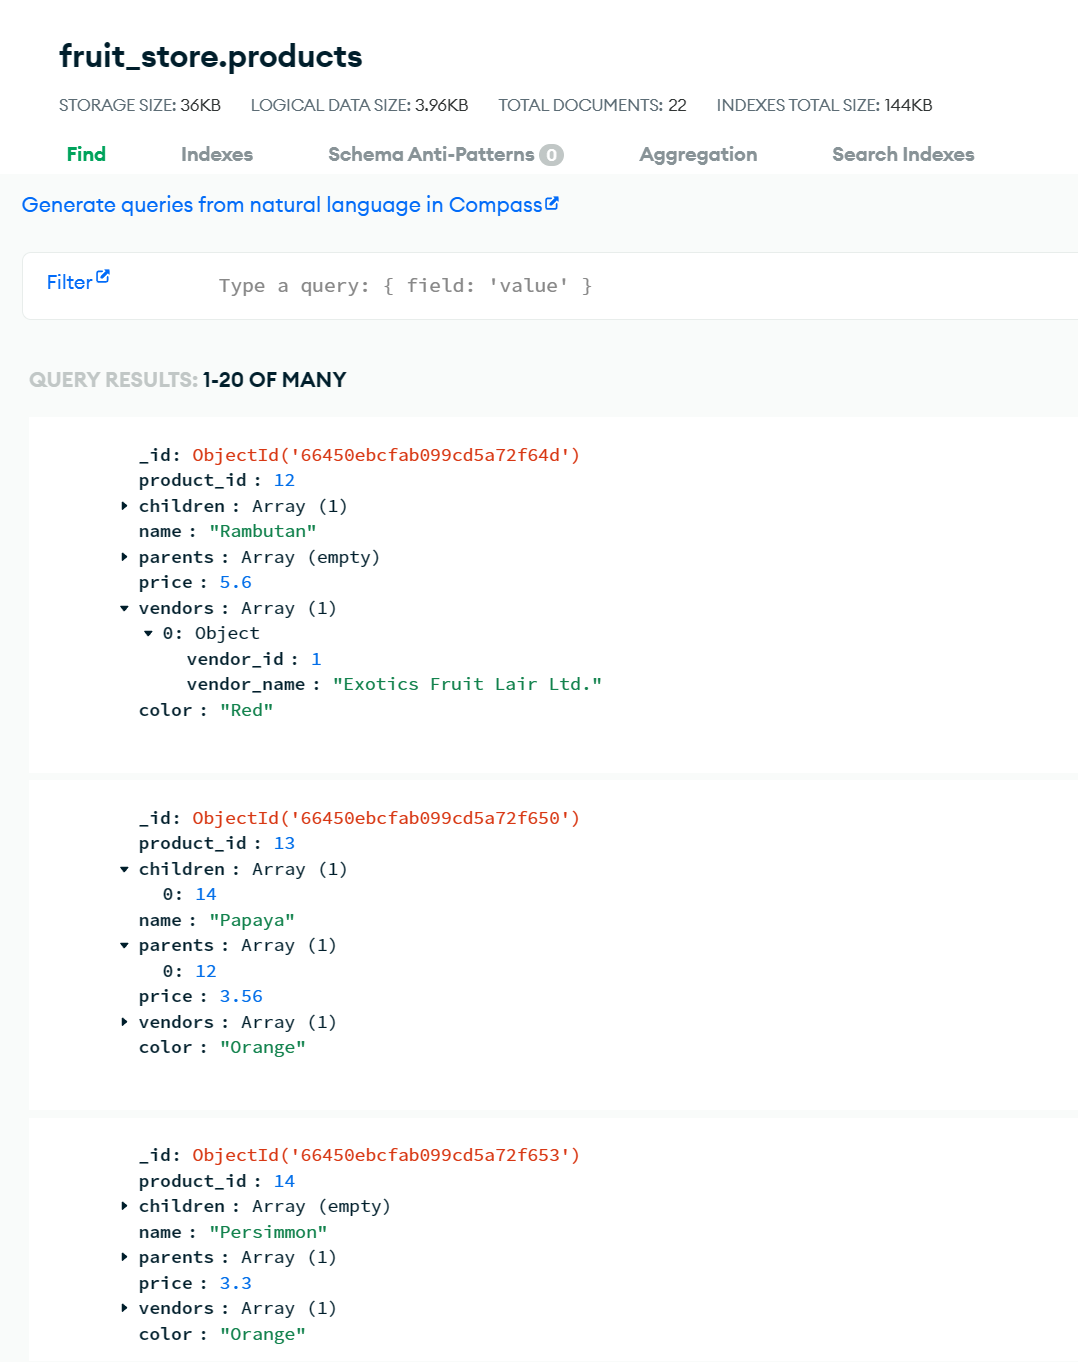 fruit_store.products
STORAGE SIZE: 36KB LOGICAL DATA SIZE: 3.96KB TOTAL DOCUMENTS: 22 INDEXES TOTAL SIZE: 144KB
Find Indexes Schema Anti-Patterns 0 Aggregation Search Indexes
Generate queries from natural language in Compass
Filter Type a query: { field: 'value' }
QUERY RESULTS: 1-20 OF MANY
_id: ObjectId('66450ebcfab099cd5a72f64d')
product_id : 12
children : Array (1)
name : "Rambutan"
parents : Array (empty)
price : 5.6
vendors : Array (1)
0: Object
vendor_id : 1
vendor_name : "Exotics Fruit Lair Ltd."
color : "Red"
_id: ObjectId('66450ebcfab099cd5a72f650')
product_id : 13
children : Array (1)
0: 14
name : "Papaya"
parents : Array (1)
0: 12
price : 3.56
vendors : Array (1)
color : "Orange"
_id: ObjectId('66450ebcfab099cd5a72f653')
product_id : 14
children : Array (empty)
name : "Persimmon"
parents : Array (1)
price : 3.3
vendors : Array (1)
color : "Orange"